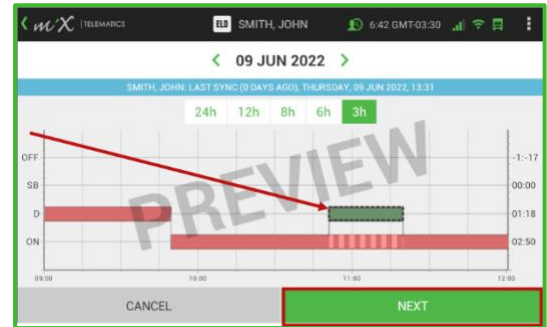 miX TELEMATICS ELD SMITH, JOHN 6:42 GMT-03:30
< 09 JUN 2022 >
SMITH, JOHN: LAST SYNC (0 DAYS AGO), THURSDAY, 09 JUN 2022, 13:31
24h 12h 8h 6h 3h
PREVIEW
OFF -1:-17
SB 00:00
D 01:18
ON 02:50
09:00 10:00 11:00 12:00
CANCEL NEXT